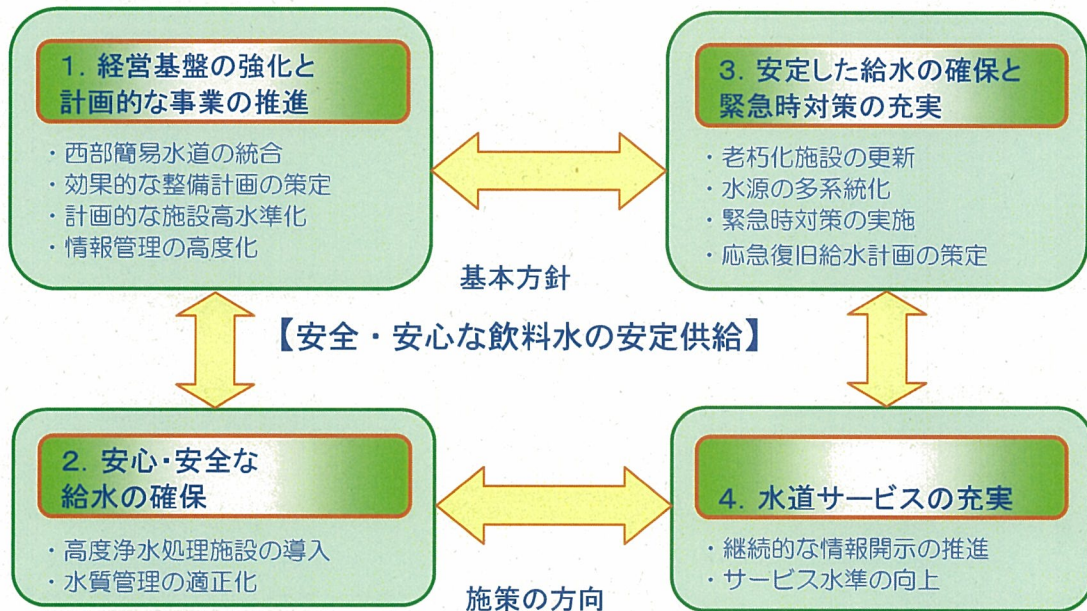 1. 経営基盤の強化と
計画的な事業の推進
・西部簡易水道の統合
・効果的な整備計画の策定
・計画的な施設高水準化
・情報管理の高度化
3. 安定した給水の確保と
緊急時対策の充実
・老朽化施設の更新
・水源の多系統化
・緊急時対策の実施
・応急復旧給水計画の策定
基本方針
【安全・安心な飲料水の安定供給】
2. 安心・安全な
給水の確保
・高度浄水処理施設の導入
・水質管理の適正化
4. 水道サービスの充実
・継続的な情報開示の推進
・サービス水準の向上
施策の方向